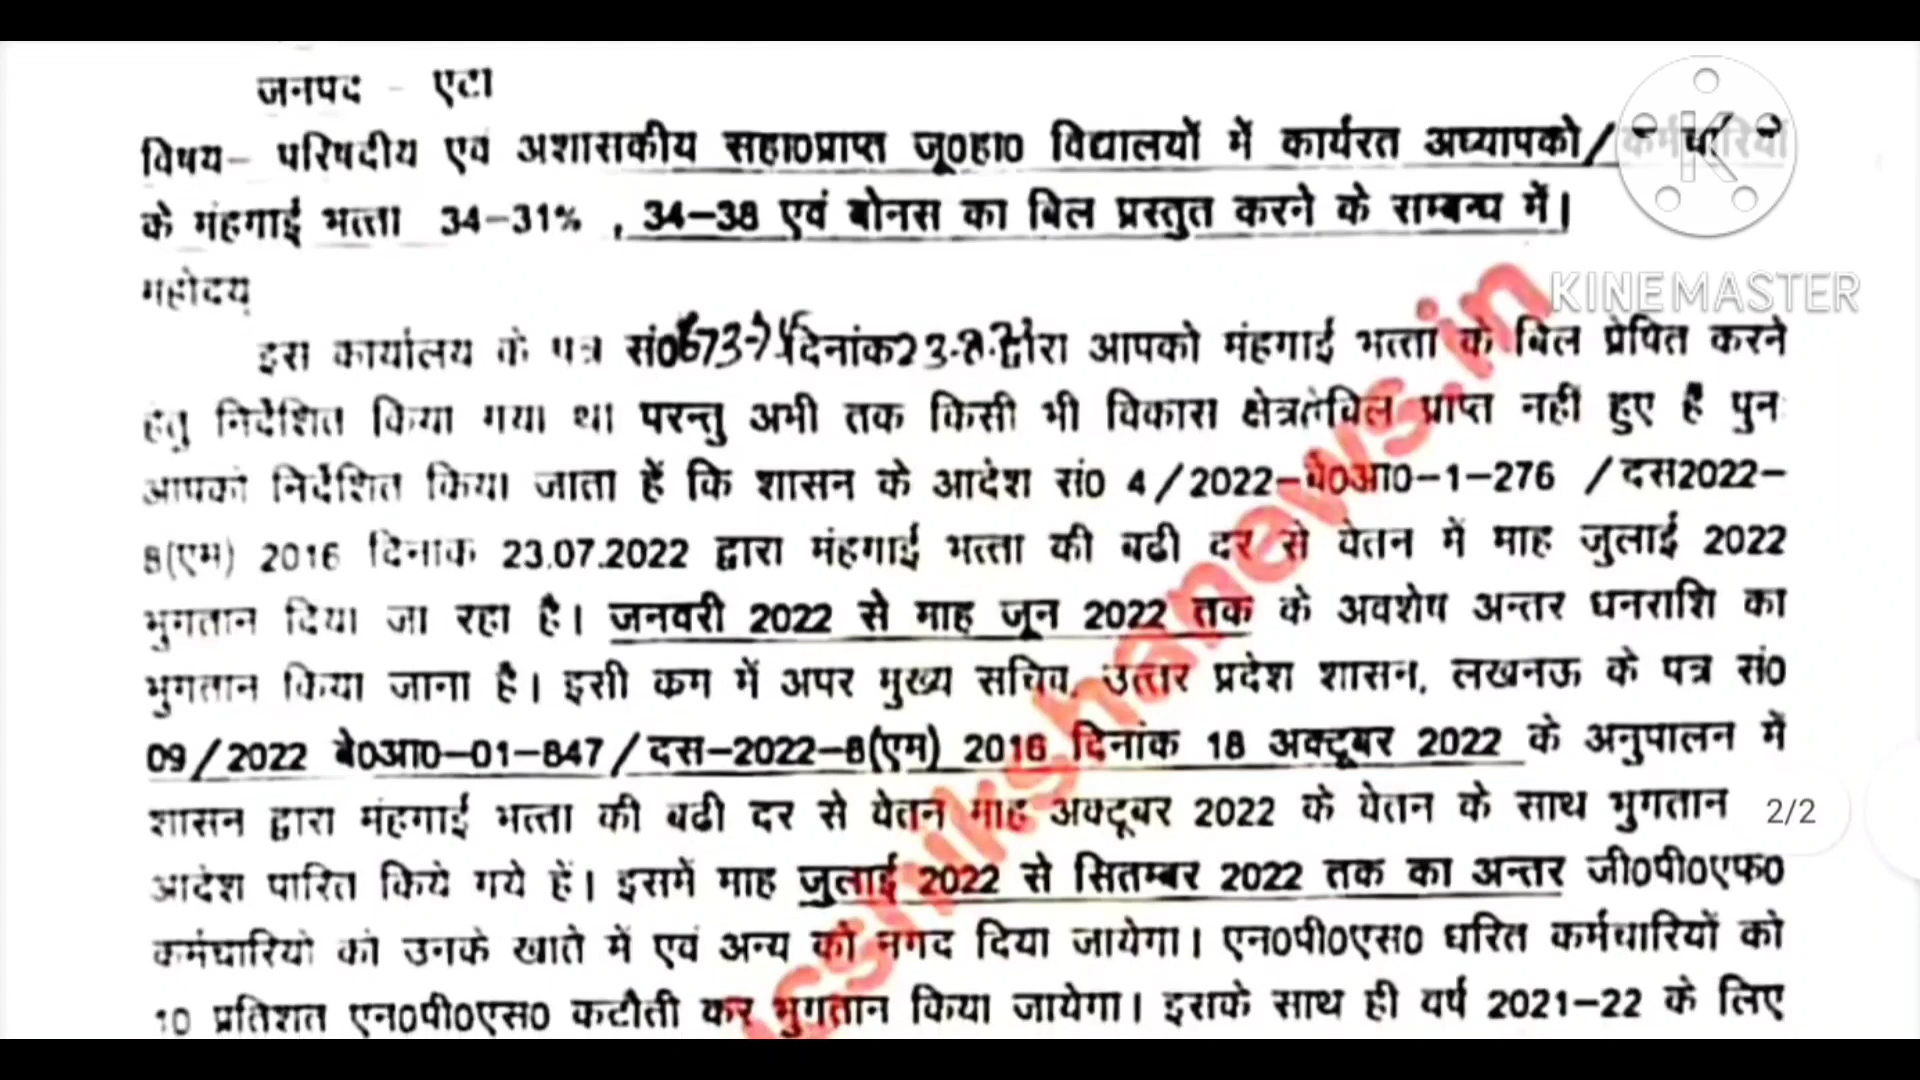 जनपद - एटा
विषय- परिषदीय एवं अशासकीय सहा0प्राप्त जू0हा0 विद्यालयों में कार्यरत अध्यापको/
के मंहगाई भत्ता 34-31% , 34-38 एवं बोनस का बिल प्रस्तुत करने के सम्बन्ध में।
KINEMASTER
महोदय
इस कार्यालय के पत्र सं0 दिनांक द्वारा आपको मंहगाई भत्ता के बिल प्रेषित करने
हेतु निर्देशित किया गया था परन्तु अभी तक किसी भी विकास क्षेत्रतेबिल प्राप्त नहीं हुए है पुनः
आपको निर्देशित किया जाता हें कि शासन के आदेश सं0 4/2022-वे0आ0-1-276 /दस2022-
8(एम) 2016 दिनाक 23.07.2022 द्वारा मंहगाई भत्ता की बढी दर से वेतन में माह जुलाई 2022
भुगतान दिया जा रहा है। जनवरी 2022 से माह जून 2022 तक के अवशेष अन्तर धनराशि का
भुगतान किया जाना है। इसी कम में अपर मुख्य सचिव, उत्तर प्रदेश शासन, लखनऊ के पत्र सं0
09/2022 वे0आ0-01-847/दस-2022-8(एम) 2016 दिनांक 18 अक्टूबर 2022 के अनुपालन में
शासन द्वारा मंहगाई भत्ता की बढी दर से वेतन माह अक्टूबर 2022 के वेतन के साथ भुगतान
2/2
आदेश पारित किये गये हें। इसमें माह जुलाई 2022 से सितम्बर 2022 तक का अन्तर जी0पी0एफ0
कर्मचारियो को उनके खाते में एवं अन्य को नगद दिया जायेगा। एन0पी0एस0 धरित कर्मचारियों को
10 प्रतिशत एन0पी0एस0 कटौती कर भुगतान किया जायेगा। इसके साथ ही वर्ष 2021-22 के लिए